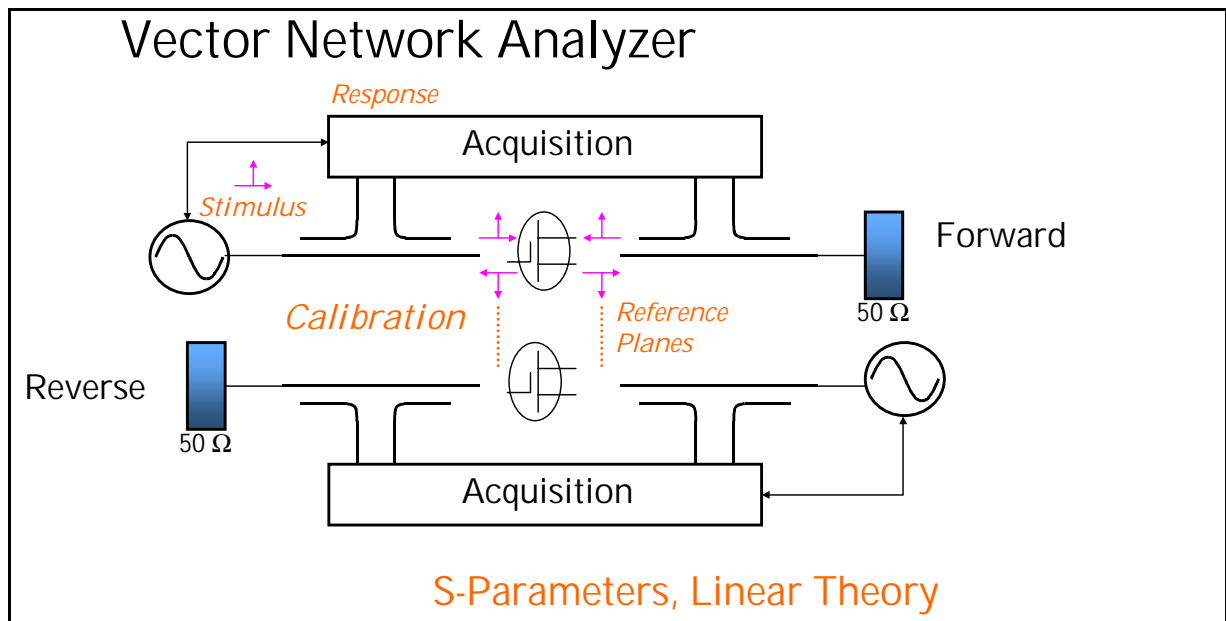 Vector Network Analyzer
Response
Acquisition
Stimulus
Forward
50 Ω
Calibration
Reference
Planes
Reverse
50 Ω
Acquisition
S-Parameters, Linear Theory